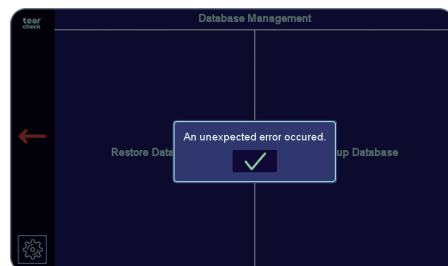 tear
check
Database Management
An unexpected error occured.
Restore Data
up Database